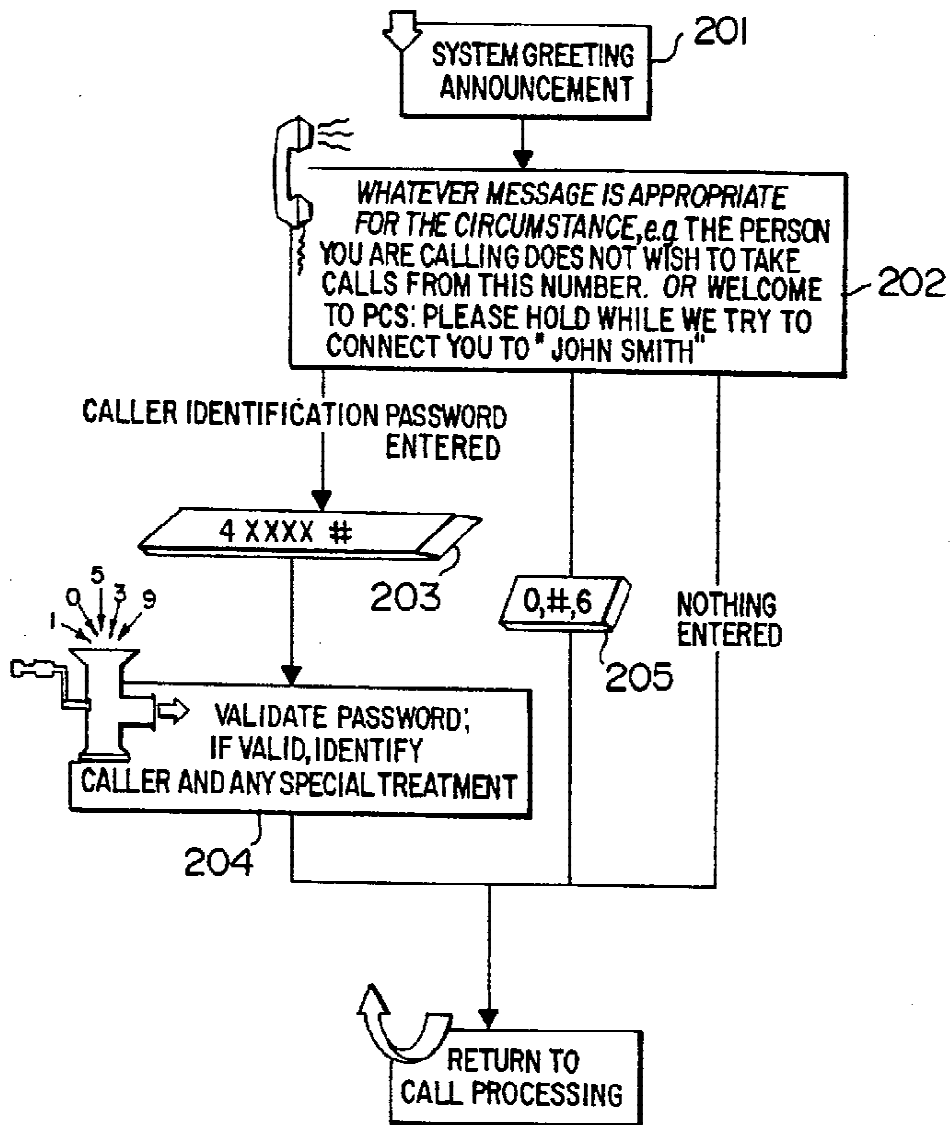 SYSTEM GREETING
ANNOUNCEMENT
201
WHATEVER MESSAGE IS APPROPRIATE
FOR THE CIRCUMSTANCE, e.g THE PERSON
YOU ARE CALLING DOES NOT WISH TO TAKE
CALLS FROM THIS NUMBER. OR WELCOME
TO PCS: PLEASE HOLD WHILE WE TRY TO
CONNECT YOU TO "JOHN SMITH"
202
CALLER IDENTIFICATION PASSWORD
ENTERED
4 XXXX #
203
0,#,6
205
NOTHING
ENTERED
1 0 5 3 9
VALIDATE PASSWORD;
IF VALID, IDENTIFY
CALLER AND ANY SPECIAL TREATMENT
204
RETURN TO
CALL PROCESSING